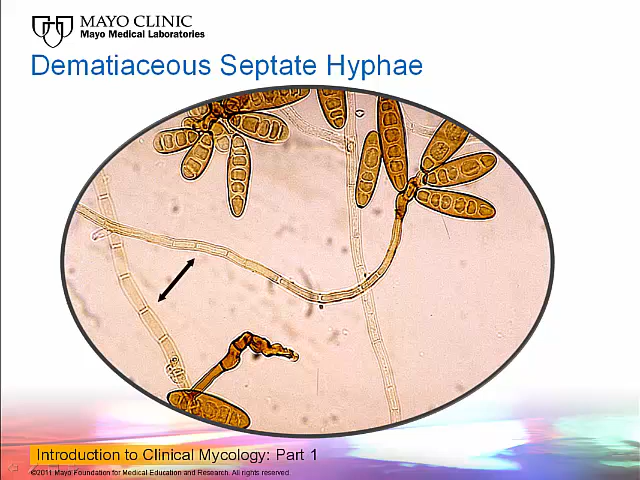 MAYO CLINIC
Mayo Medical Laboratories
Dematiaceous Septate Hyphae
Introduction to Clinical Mycology: Part 1
©2011 Mayo Foundation for Medical Education and Research. All rights reserved.